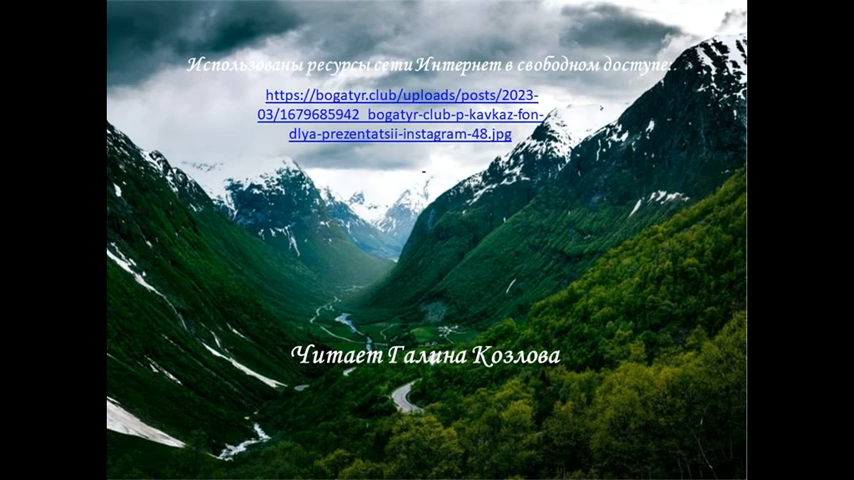 Использованы ресурсы сети Интернет в свободном доступе:
https://bogatyr.club/uploads/posts/2023-
03/1679685942_bogatyr-club-p-kavkaz-fon-
dlya-prezentatsii-instagram-48.jpg
Читает Галина Козлова